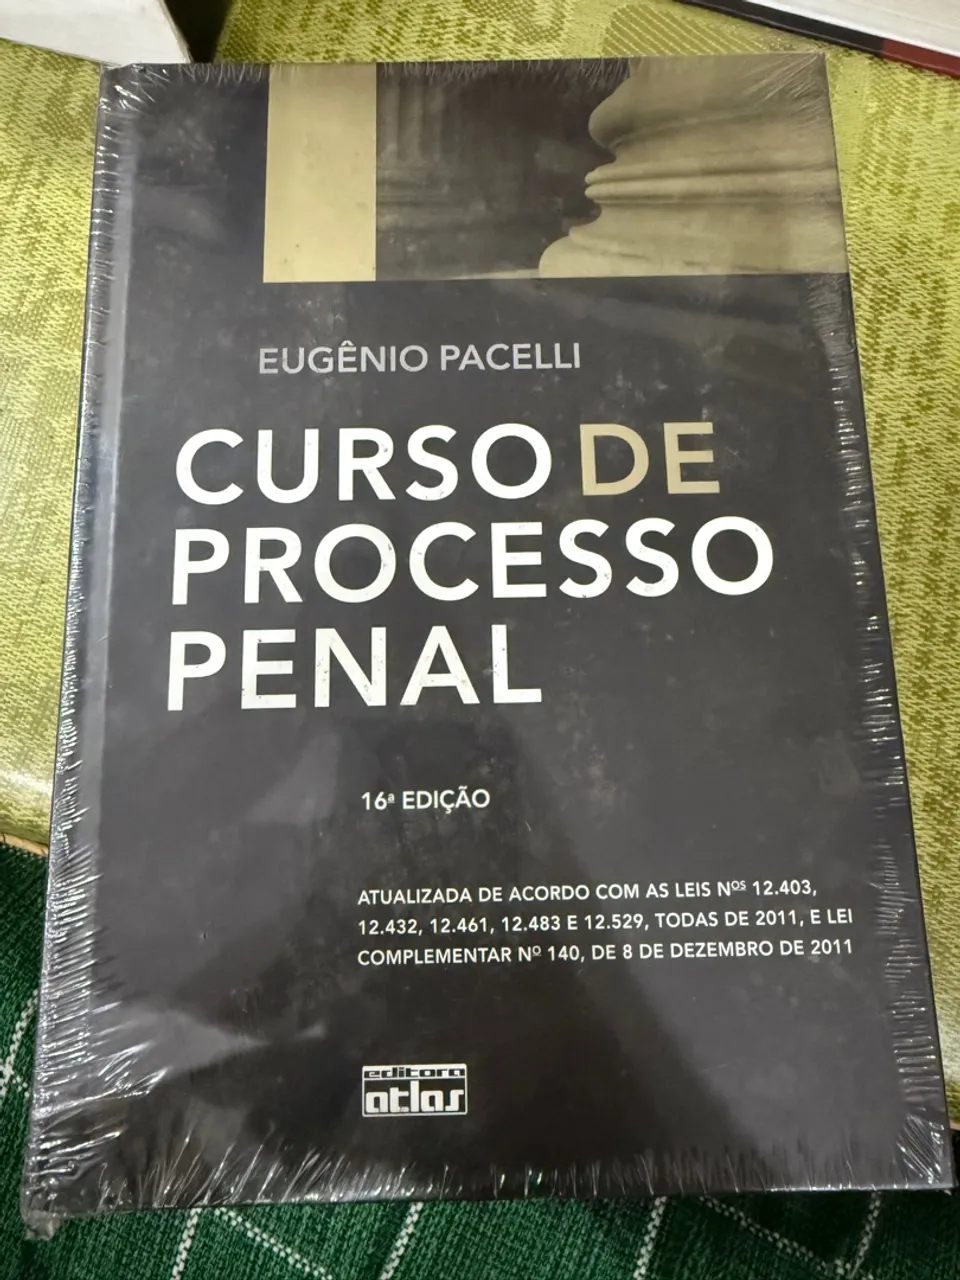 EUGÊNIO PACELLI
CURSO DE
PROCESSO
PENAL
16ª EDIÇÃO
ATUALIZADA DE ACORDO COM AS LEIS Nºˢ 12.403,
12.432, 12.461, 12.483 E 12.529, TODAS DE 2011, E LEI
COMPLEMENTAR Nº 140, DE 8 DE DEZEMBRO DE 2011
editora
atlas